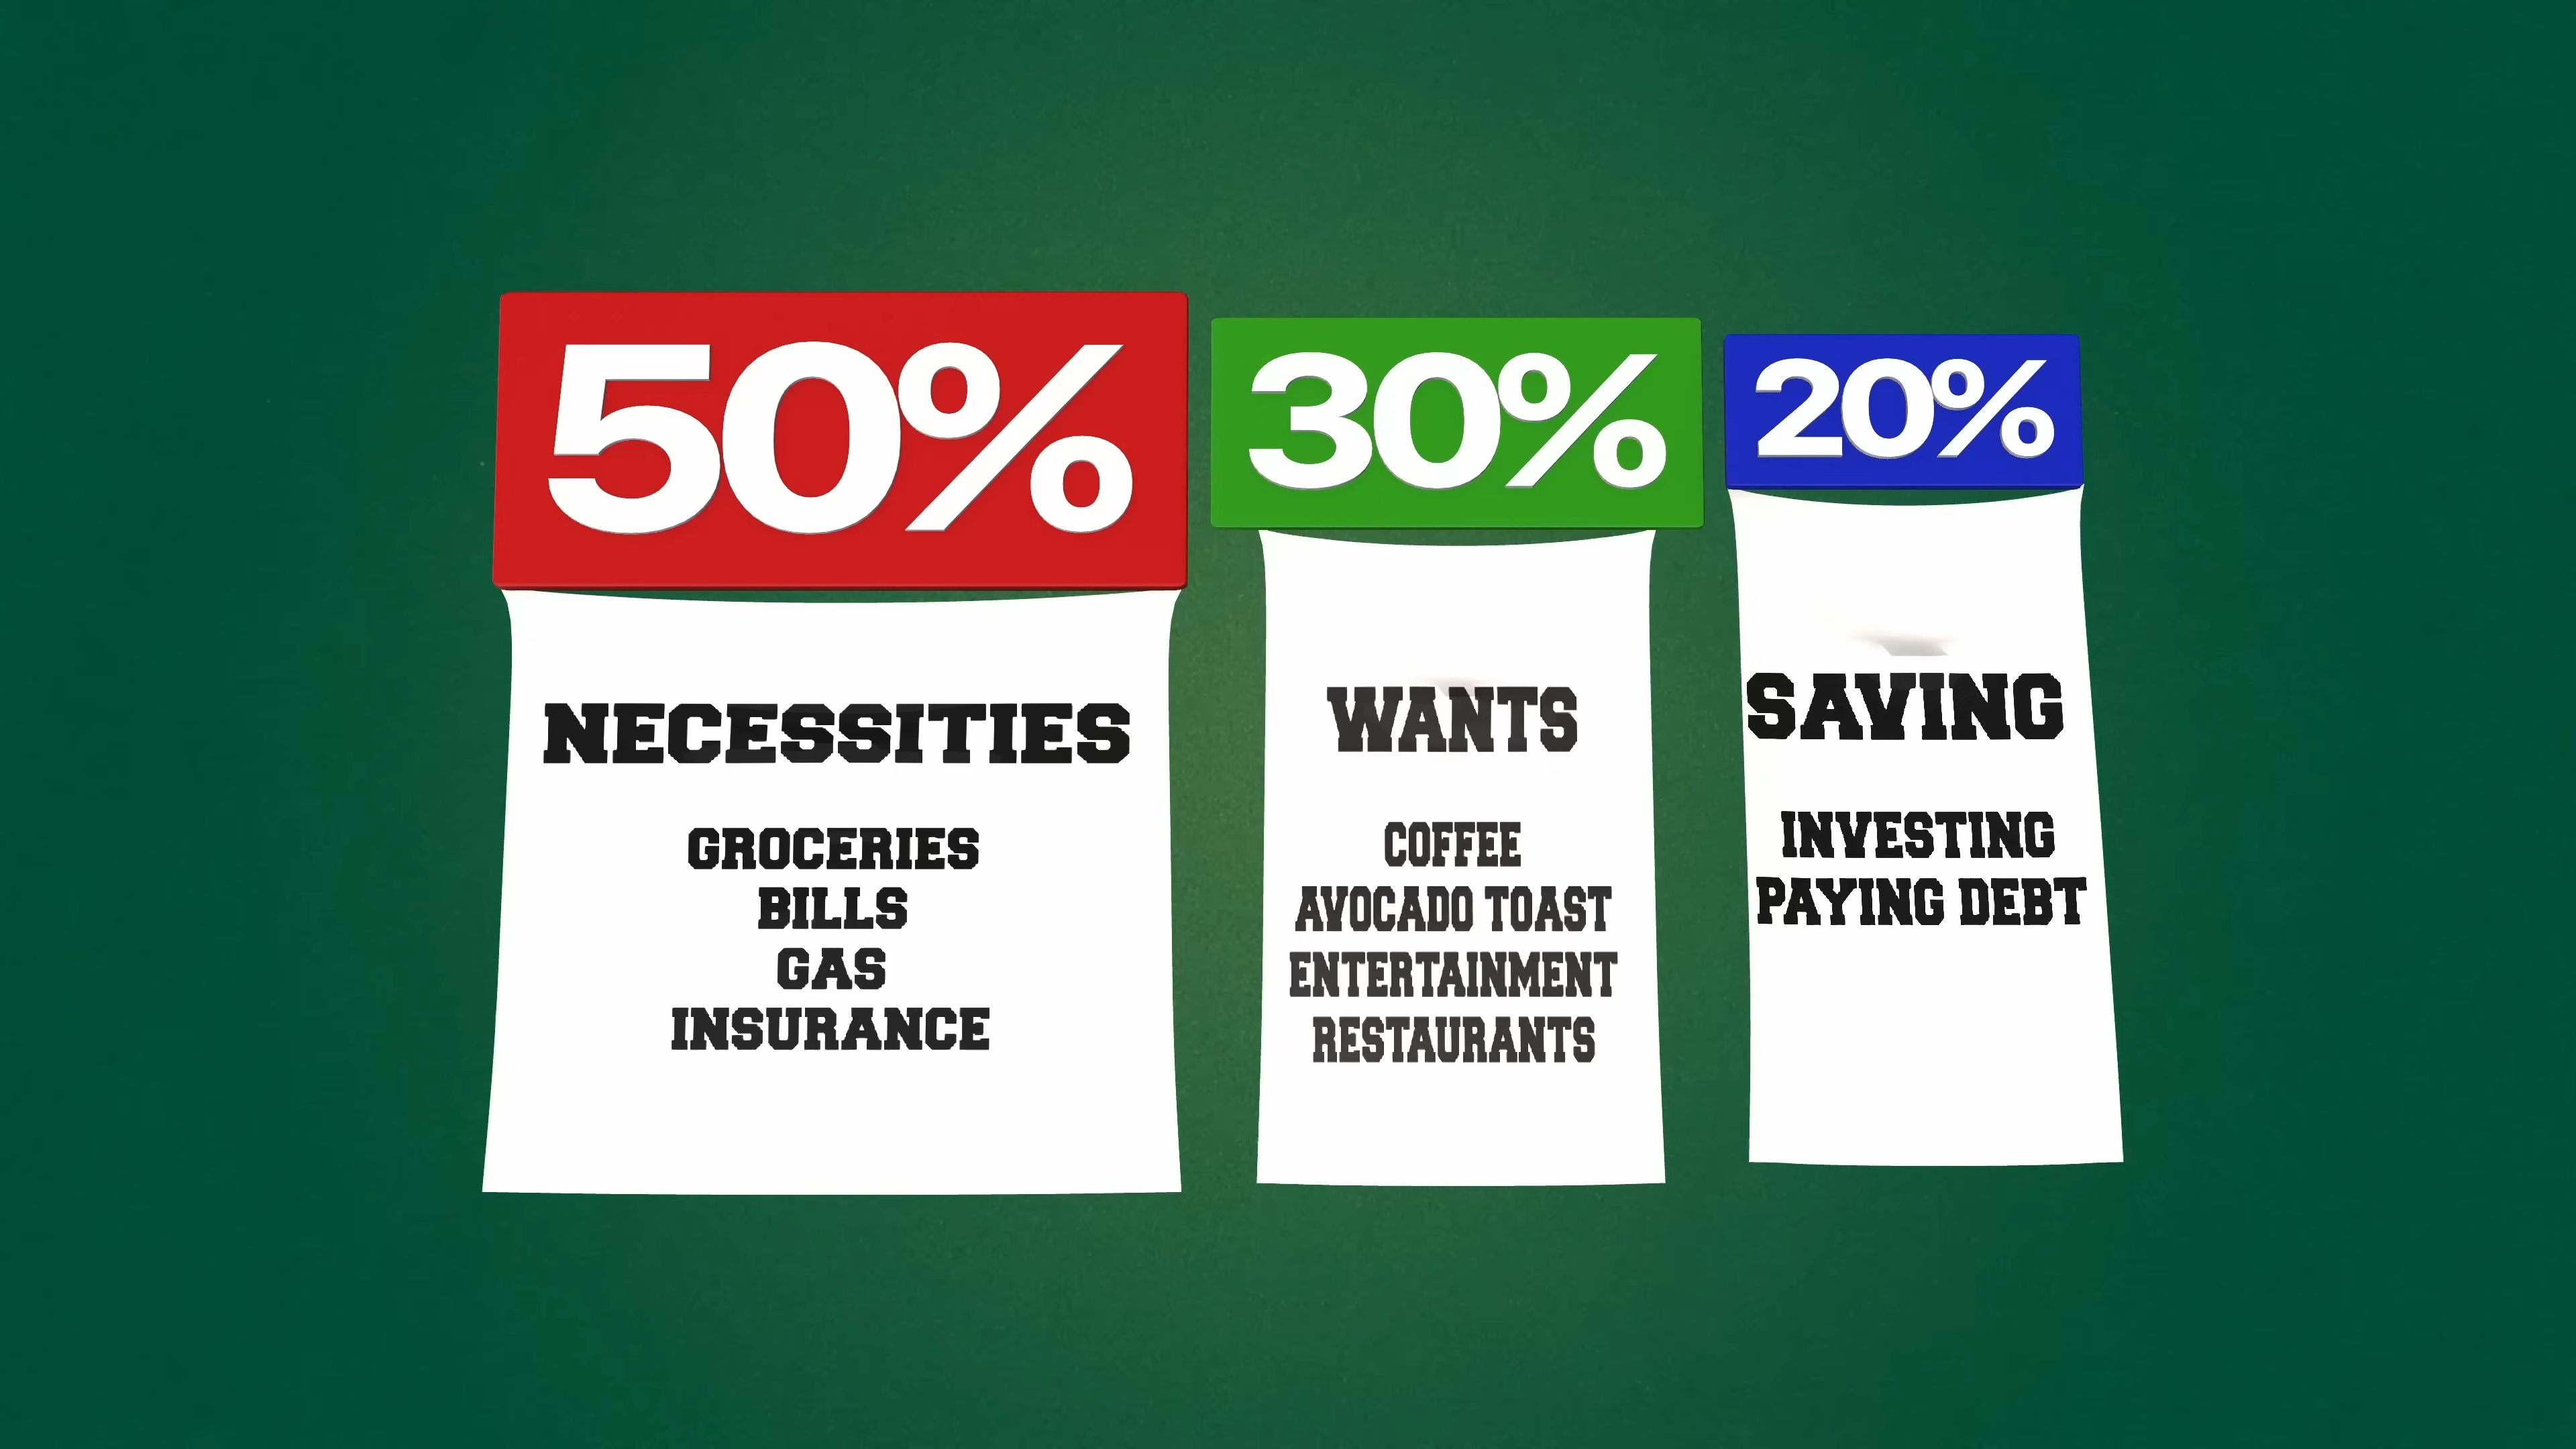 50%
NECESSITIES
GROCERIES
BILLS
GAS
INSURANCE
30%
WANTS
COFFEE
AVOCADO TOAST
ENTERTAINMENT
RESTAURANTS
20%
SAVING
INVESTING
PAYING DEBT